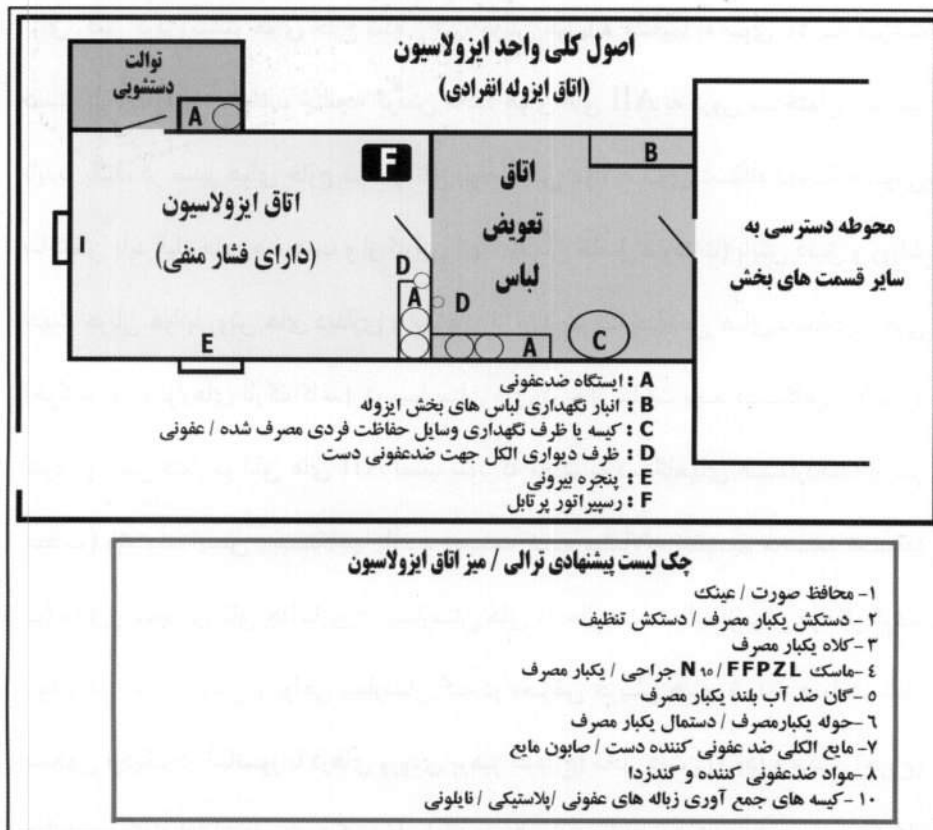 اصول کلی واحد ایزولاسیون
(اتاق ایزوله انفرادی)
توالت
دستشویی
A
F
B
اتاق
تعویض
لباس
اتاق ایزولاسیون
(دارای فشار منفی)
محوطه دسترسی به
سایر قسمت های بخش
D
A
D
A
C
E
A : ایستگاه ضدعفونی
B : انبار نگهداری لباس های بخش ایزوله
C : کیسه یا ظرف نگهداری وسایل حفاظت فردی مصرف شده / عفونی
D : ظرف دیواری الکل جهت ضدعفونی دست
E : پنجره بیرونی
F : رسپیراتور پرتابل
چک لیست پیشنهادی ترالی / میز اتاق ایزولاسیون
۱- محافظ صورت / عینک
۲- دستکش یکبار مصرف / دستکش تنظیف
۳- کلاه یکبار مصرف
٤- ماسک N۹۵/FFPZL جراحی / یکبار مصرف
۵- گان ضد آب بلند یکبار مصرف
۶- حوله یکبارمصرف / دستمال یکبار مصرف
۷- مایع الکلی ضد عفونی کننده دست / صابون مایع
۸- مواد ضدعفونی کننده و گندزدا
۱۰- کیسه های جمع آوری زباله های عفونی /پلاستیکی / نایلونی